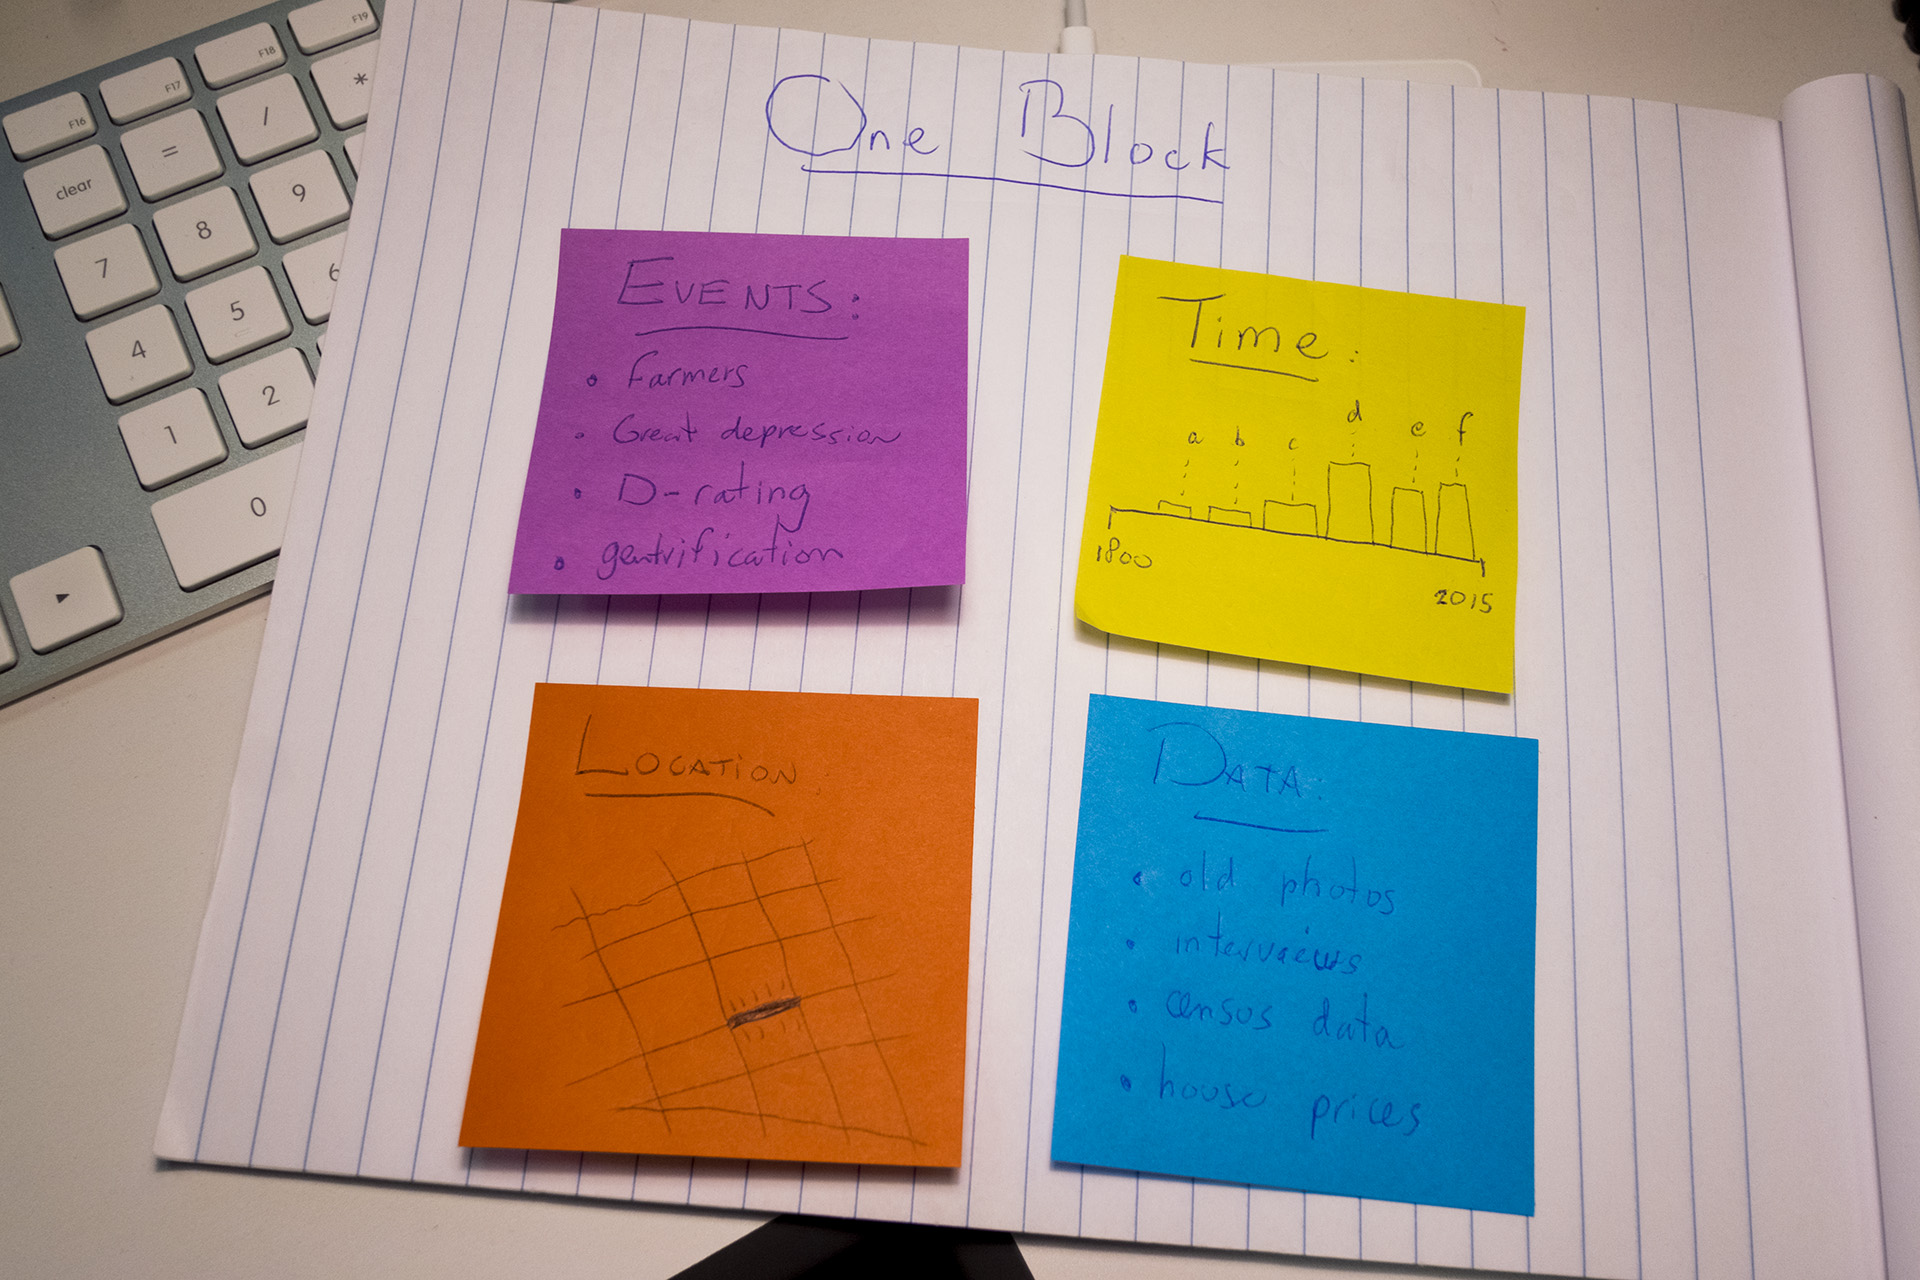 One Block
EVENTS:
• Farmers
• Great depression
• D-rating
• gentrification
Time:
a b c d e f
1800
2015
LOCATION
DATA:
• old photos
• interviews
• census data
• house prices
F16
F17
F18
F19
clear
=
/
*
7
8
9
4
5
6
1
2
0